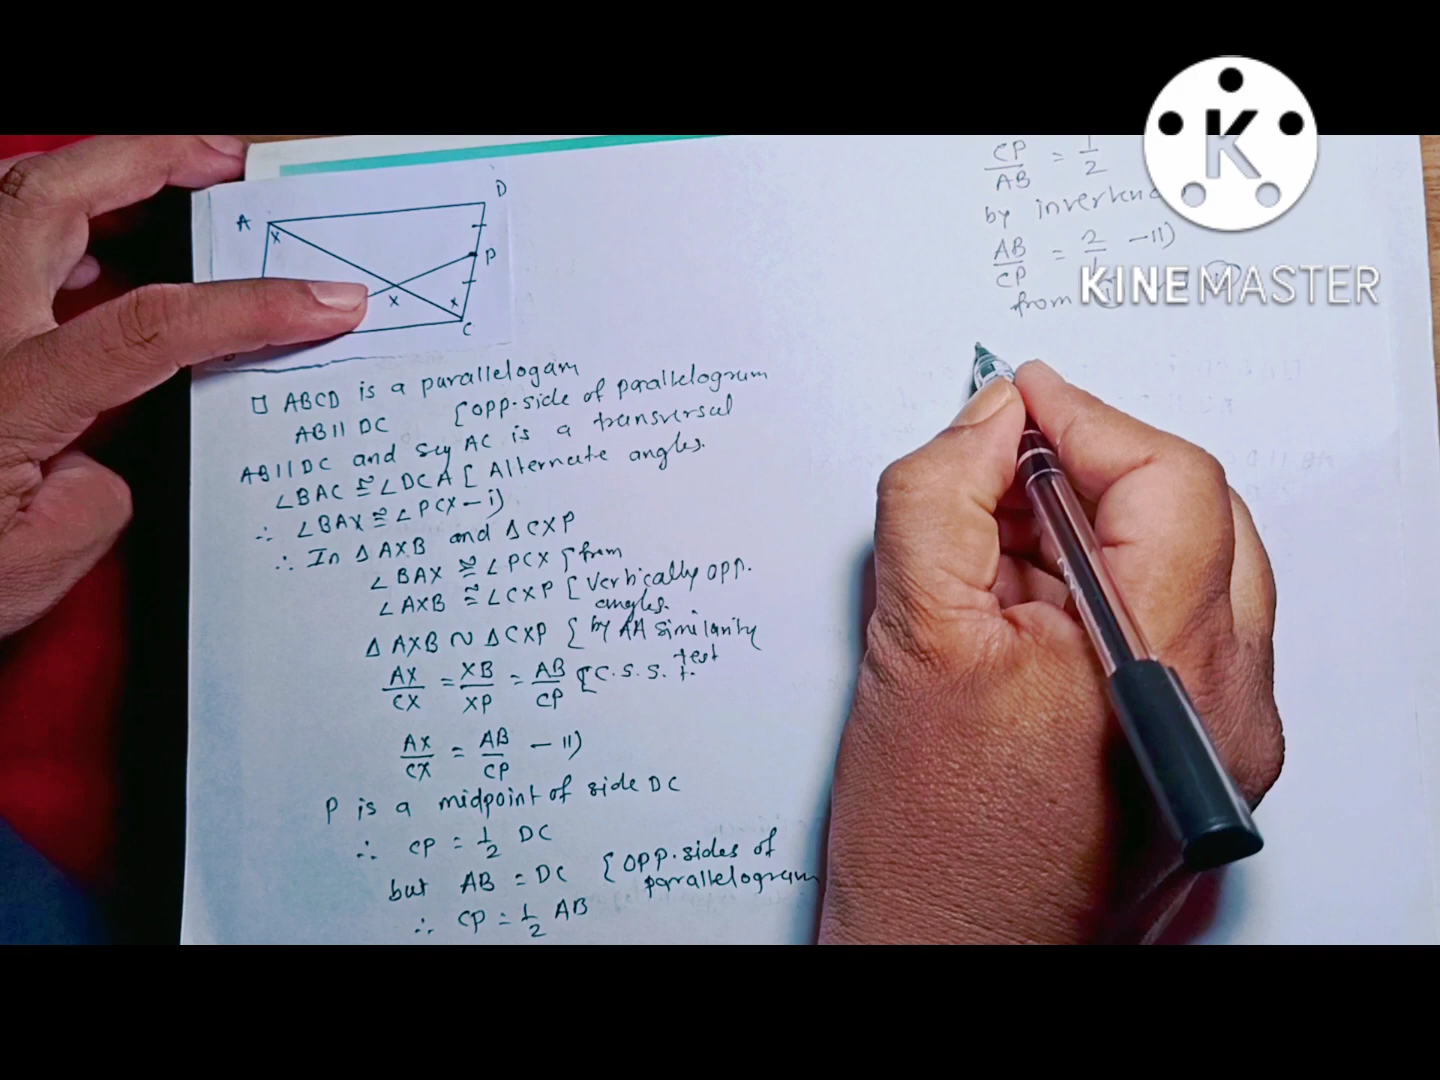 A
D
P
X
X
X
C
□ ABCD is a parallelogam
AB || DC [opp. side of parallelogram
AB || DC and seg AC is a transversal
∠BAC ≅ ∠DCA [Alternate angles.
∴ ∠BAX ≅ ∠PCX - i)
∴ In △AXB and △CXP
∠BAX ≅ ∠PCX [from
∠AXB ≅ ∠CXP [Vertically opp. angles.
△AXB ~ △CXP [by AA similarity test
AX/CX = XB/XP = AB/CP [C.S.S.t.
AX/CX = AB/CP - II)
P is a midpoint of side DC
∴ CP = 1/2 DC
but AB = DC [opp. sides of parallelogram
∴ CP = 1/2 AB
CP/AB = 1/2
by
AB/CP = 2/1 - II)
from
K
KINEMASTER